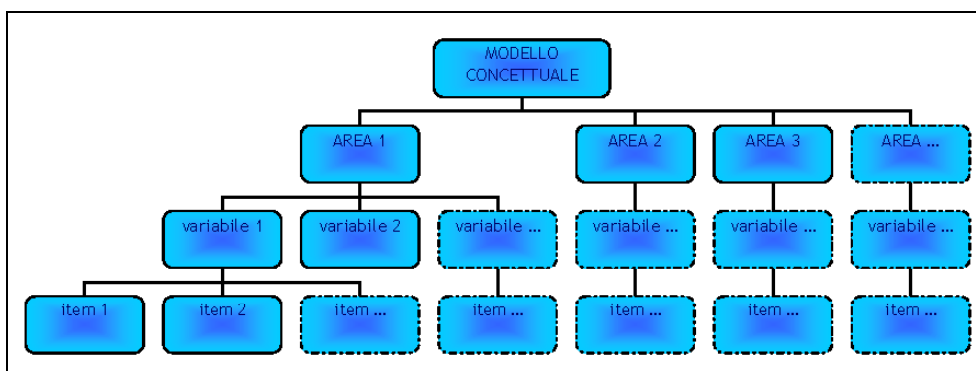 MODELLO
CONCETTUALE
AREA 1
AREA 2
AREA 3
AREA ...
variabile 1
variabile 2
variabile ...
variabile ...
variabile ...
variabile ...
item 1
item 2
item ...
item ...
item ...
item ...
item ...